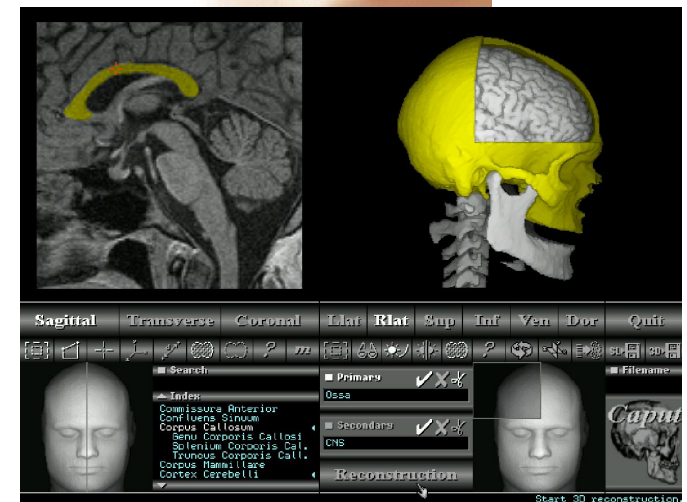 Sagittal Transverse Coronal Llat Rlat Sup Inf Ven Dor Quit
? m ? 3D- 3D-
Search
Index
Commissura Anterior
Confluens Sinuum
Corpus Callosum
Genu Corporis Callosi
Splenium Corporis Cal.
Truncus Corporis Call.
Corpus Mammillare
Cortex Cerebelli
Primary
Ossa
Secondary
CNS
Reconstruction
Filename
Caput
Start 3D reconstruction